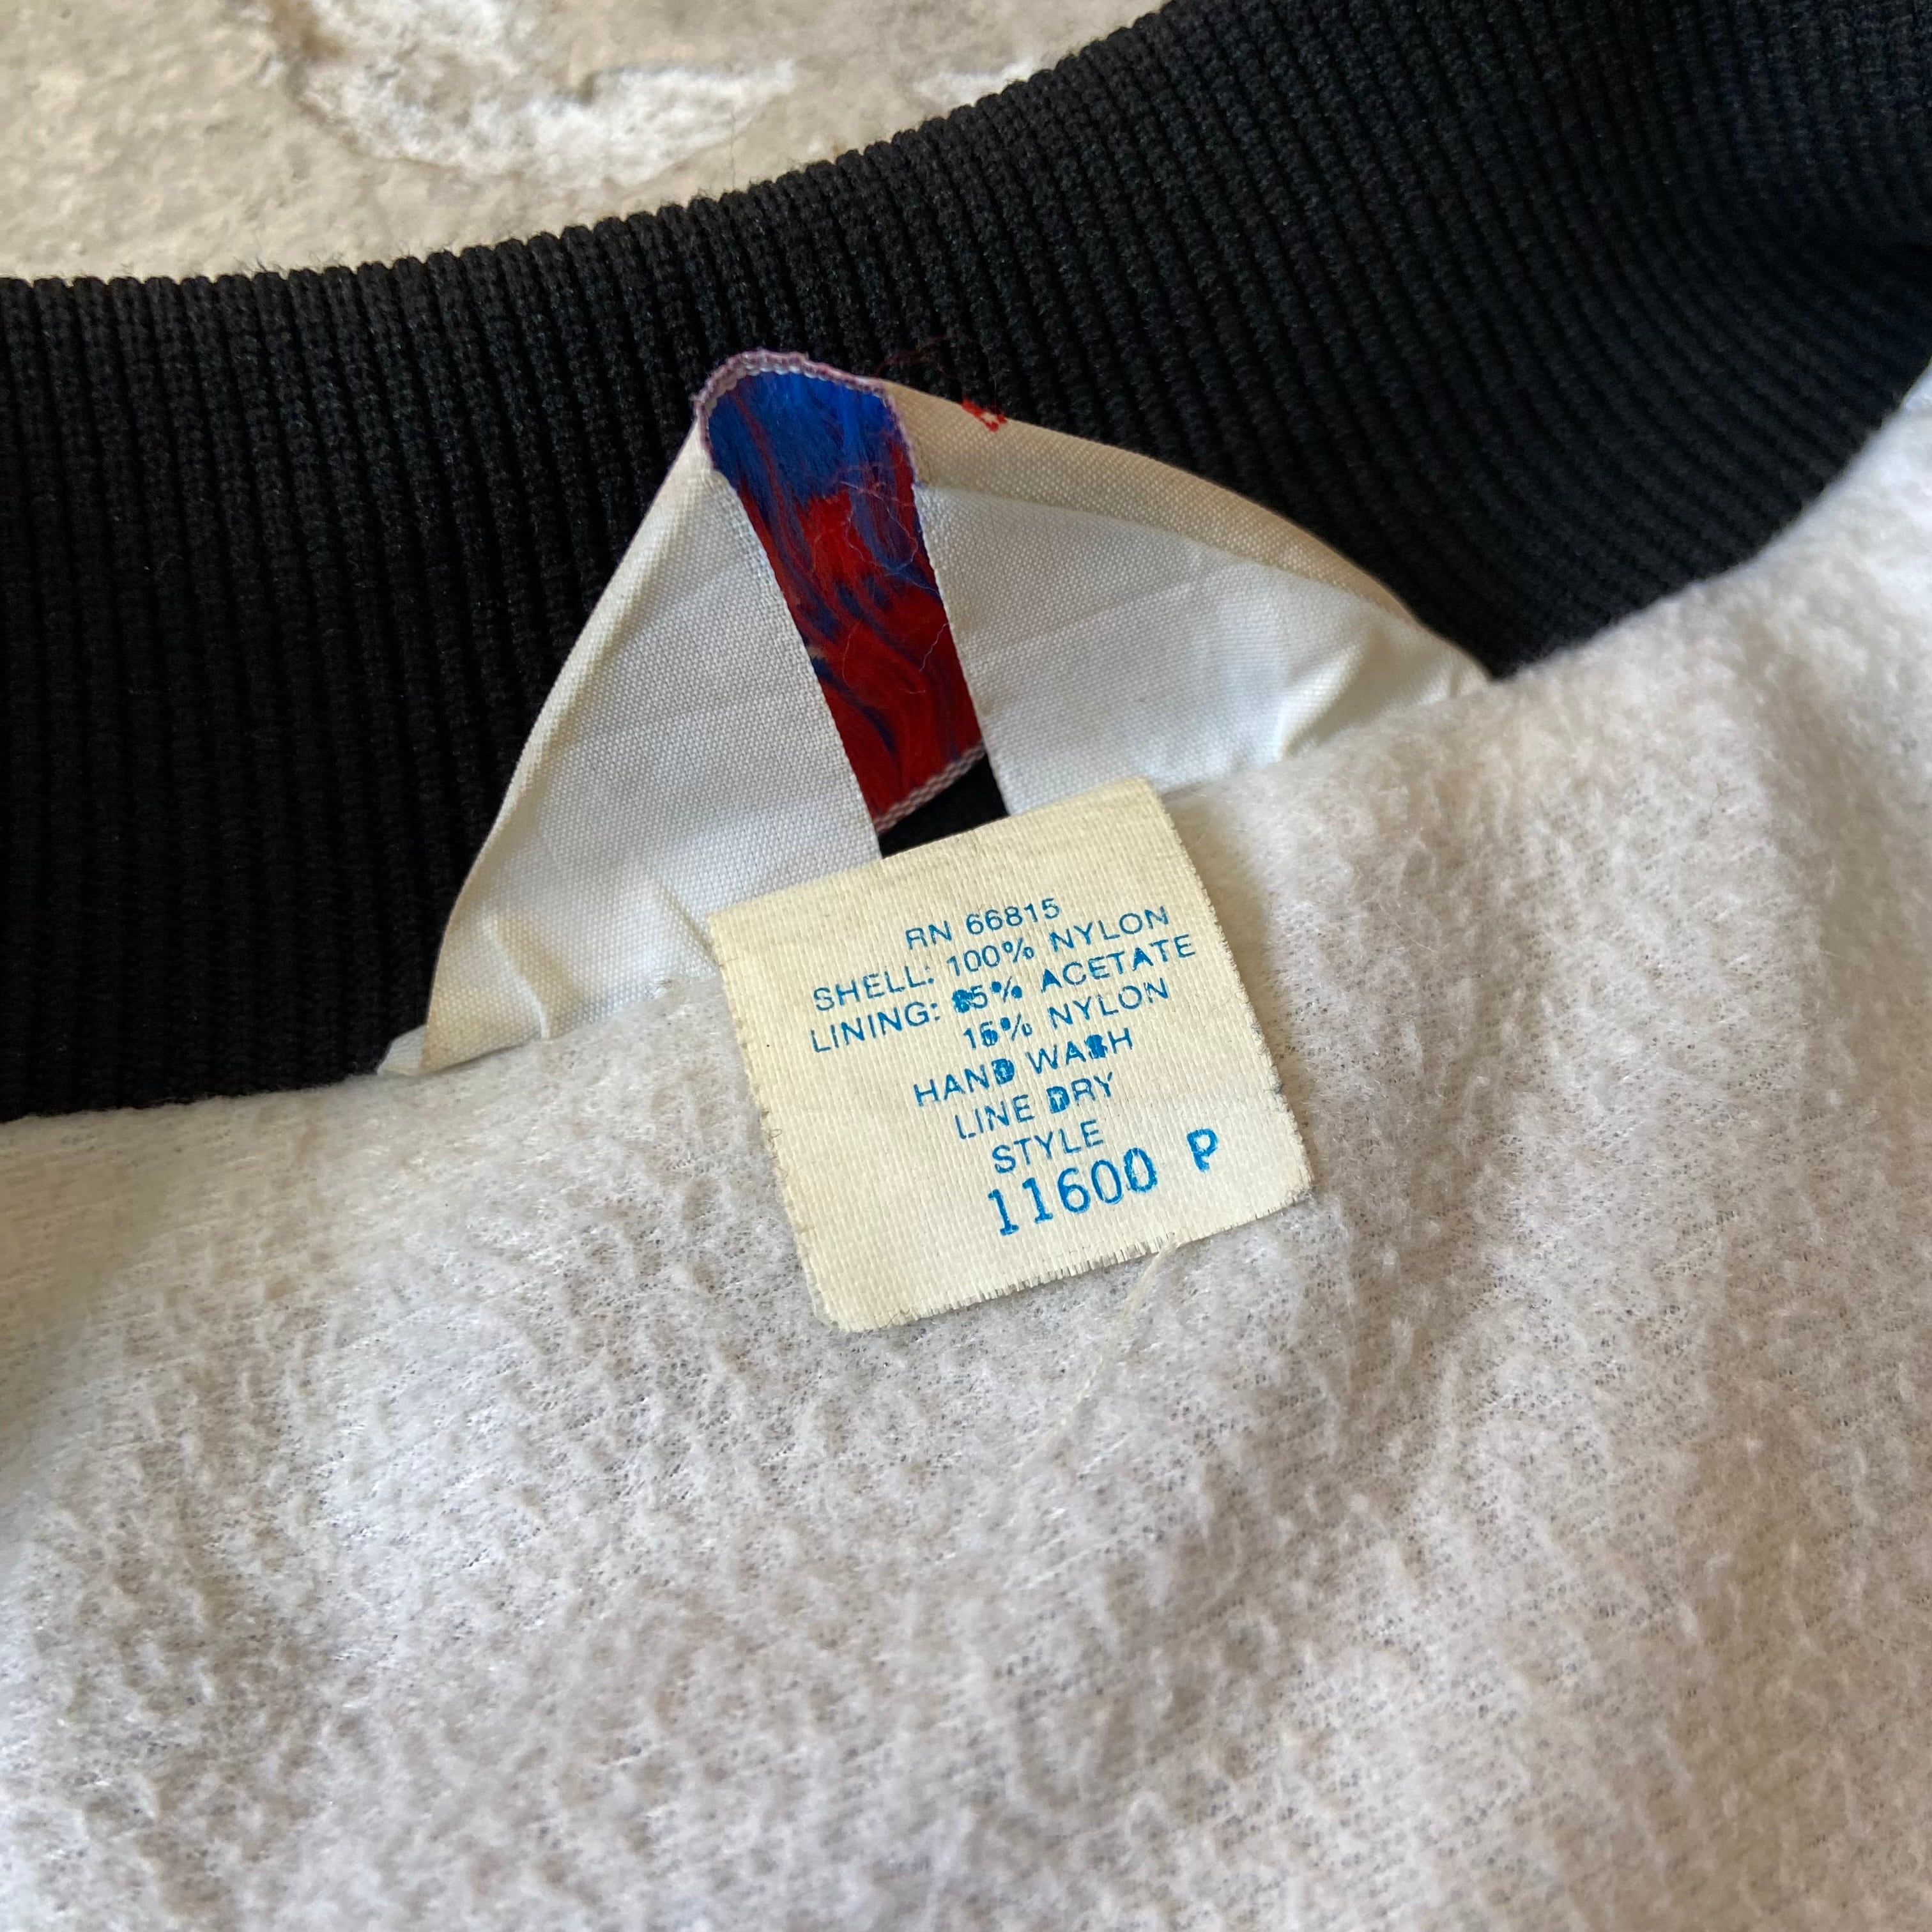 RN 66815
SHELL: 100% NYLON
LINING: 85% ACETATE
15% NYLON
HAND WASH
LINE DRY
STYLE
11600 P